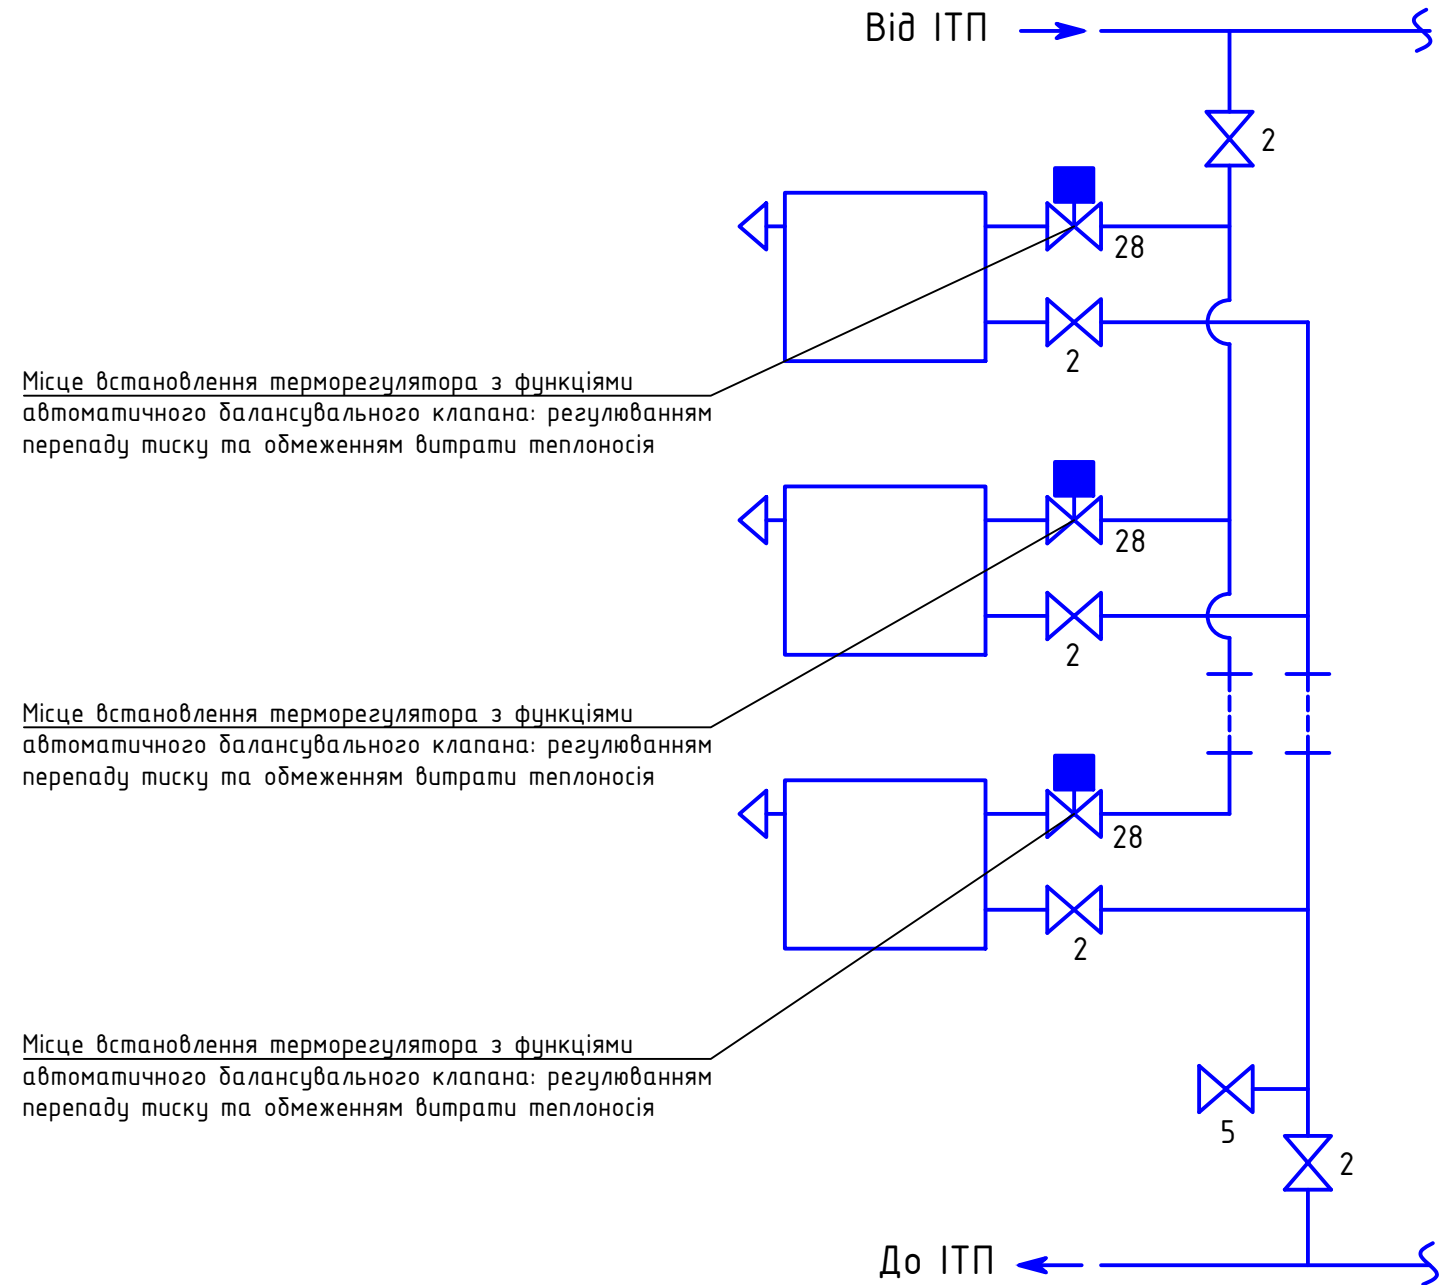 Від ІТП
2
28
2
Місце встановлення терморегулятора з функціями
автоматичного балансувального клапана: регулюванням
перепаду тиску та обмеженням витрати теплоносія
28
2
Місце встановлення терморегулятора з функціями
автоматичного балансувального клапана: регулюванням
перепаду тиску та обмеженням витрати теплоносія
28
2
Місце встановлення терморегулятора з функціями
автоматичного балансувального клапана: регулюванням
перепаду тиску та обмеженням витрати теплоносія
5
2
До ІТП